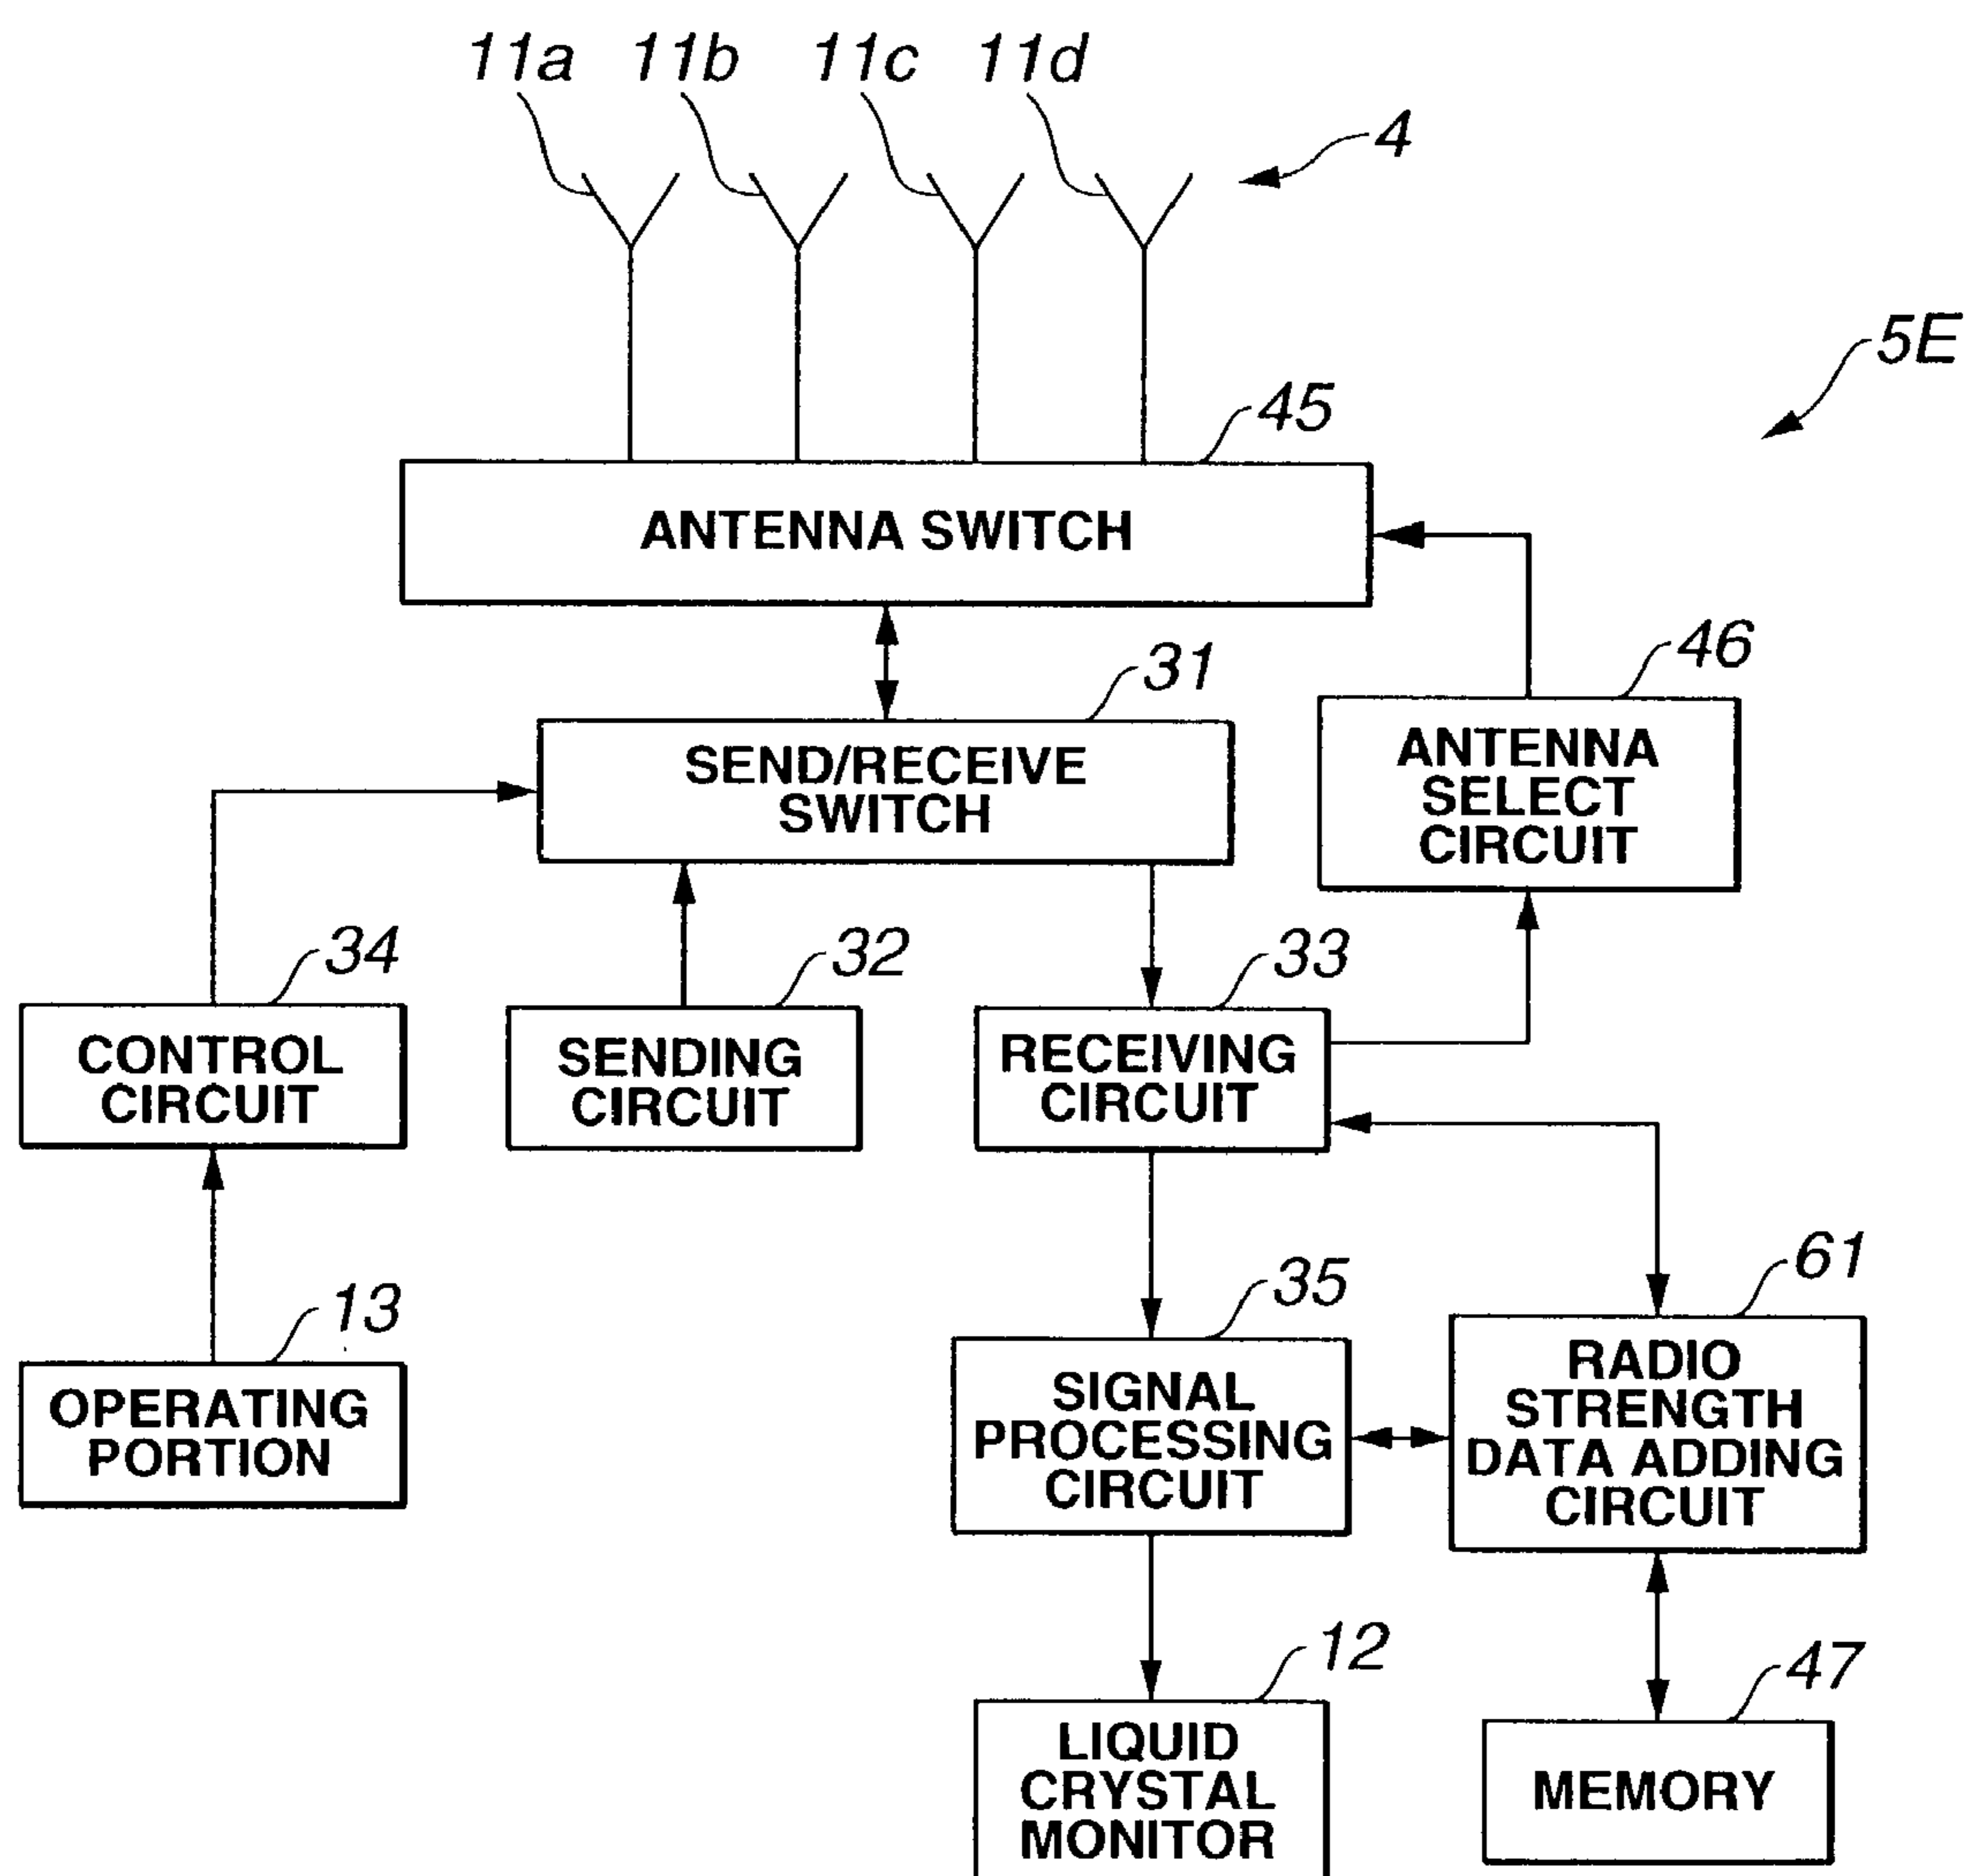 11a 11b 11c 11d
4
5E
45
ANTENNA SWITCH
31
46
SEND/RECEIVE
SWITCH
ANTENNA
SELECT
CIRCUIT
34
32
33
CONTROL
CIRCUIT
SENDING
CIRCUIT
RECEIVING
CIRCUIT
13
35
61
OPERATING
PORTION
SIGNAL
PROCESSING
CIRCUIT
RADIO
STRENGTH
DATA ADDING
CIRCUIT
12
47
LIQUID
CRYSTAL
MONITOR
MEMORY